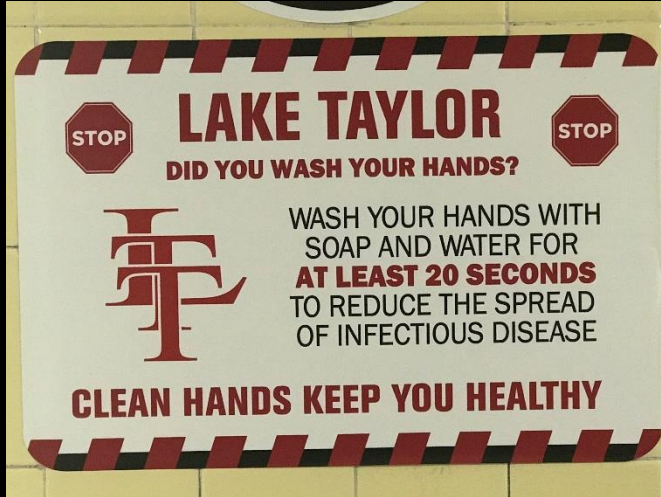 LAKE TAYLOR
STOP
STOP
DID YOU WASH YOUR HANDS?
LT
WASH YOUR HANDS WITH
SOAP AND WATER FOR
AT LEAST 20 SECONDS
TO REDUCE THE SPREAD
OF INFECTIOUS DISEASE
CLEAN HANDS KEEP YOU HEALTHY